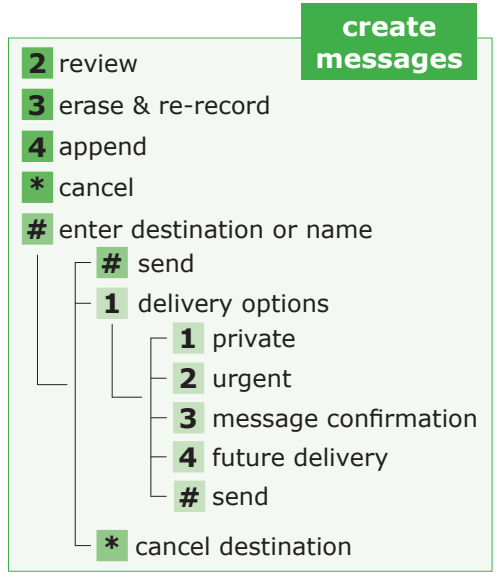 create
messages
2 review
3 erase & re-record
4 append
* cancel
# enter destination or name
# send
1 delivery options
1 private
2 urgent
3 message confirmation
4 future delivery
# send
* cancel destination